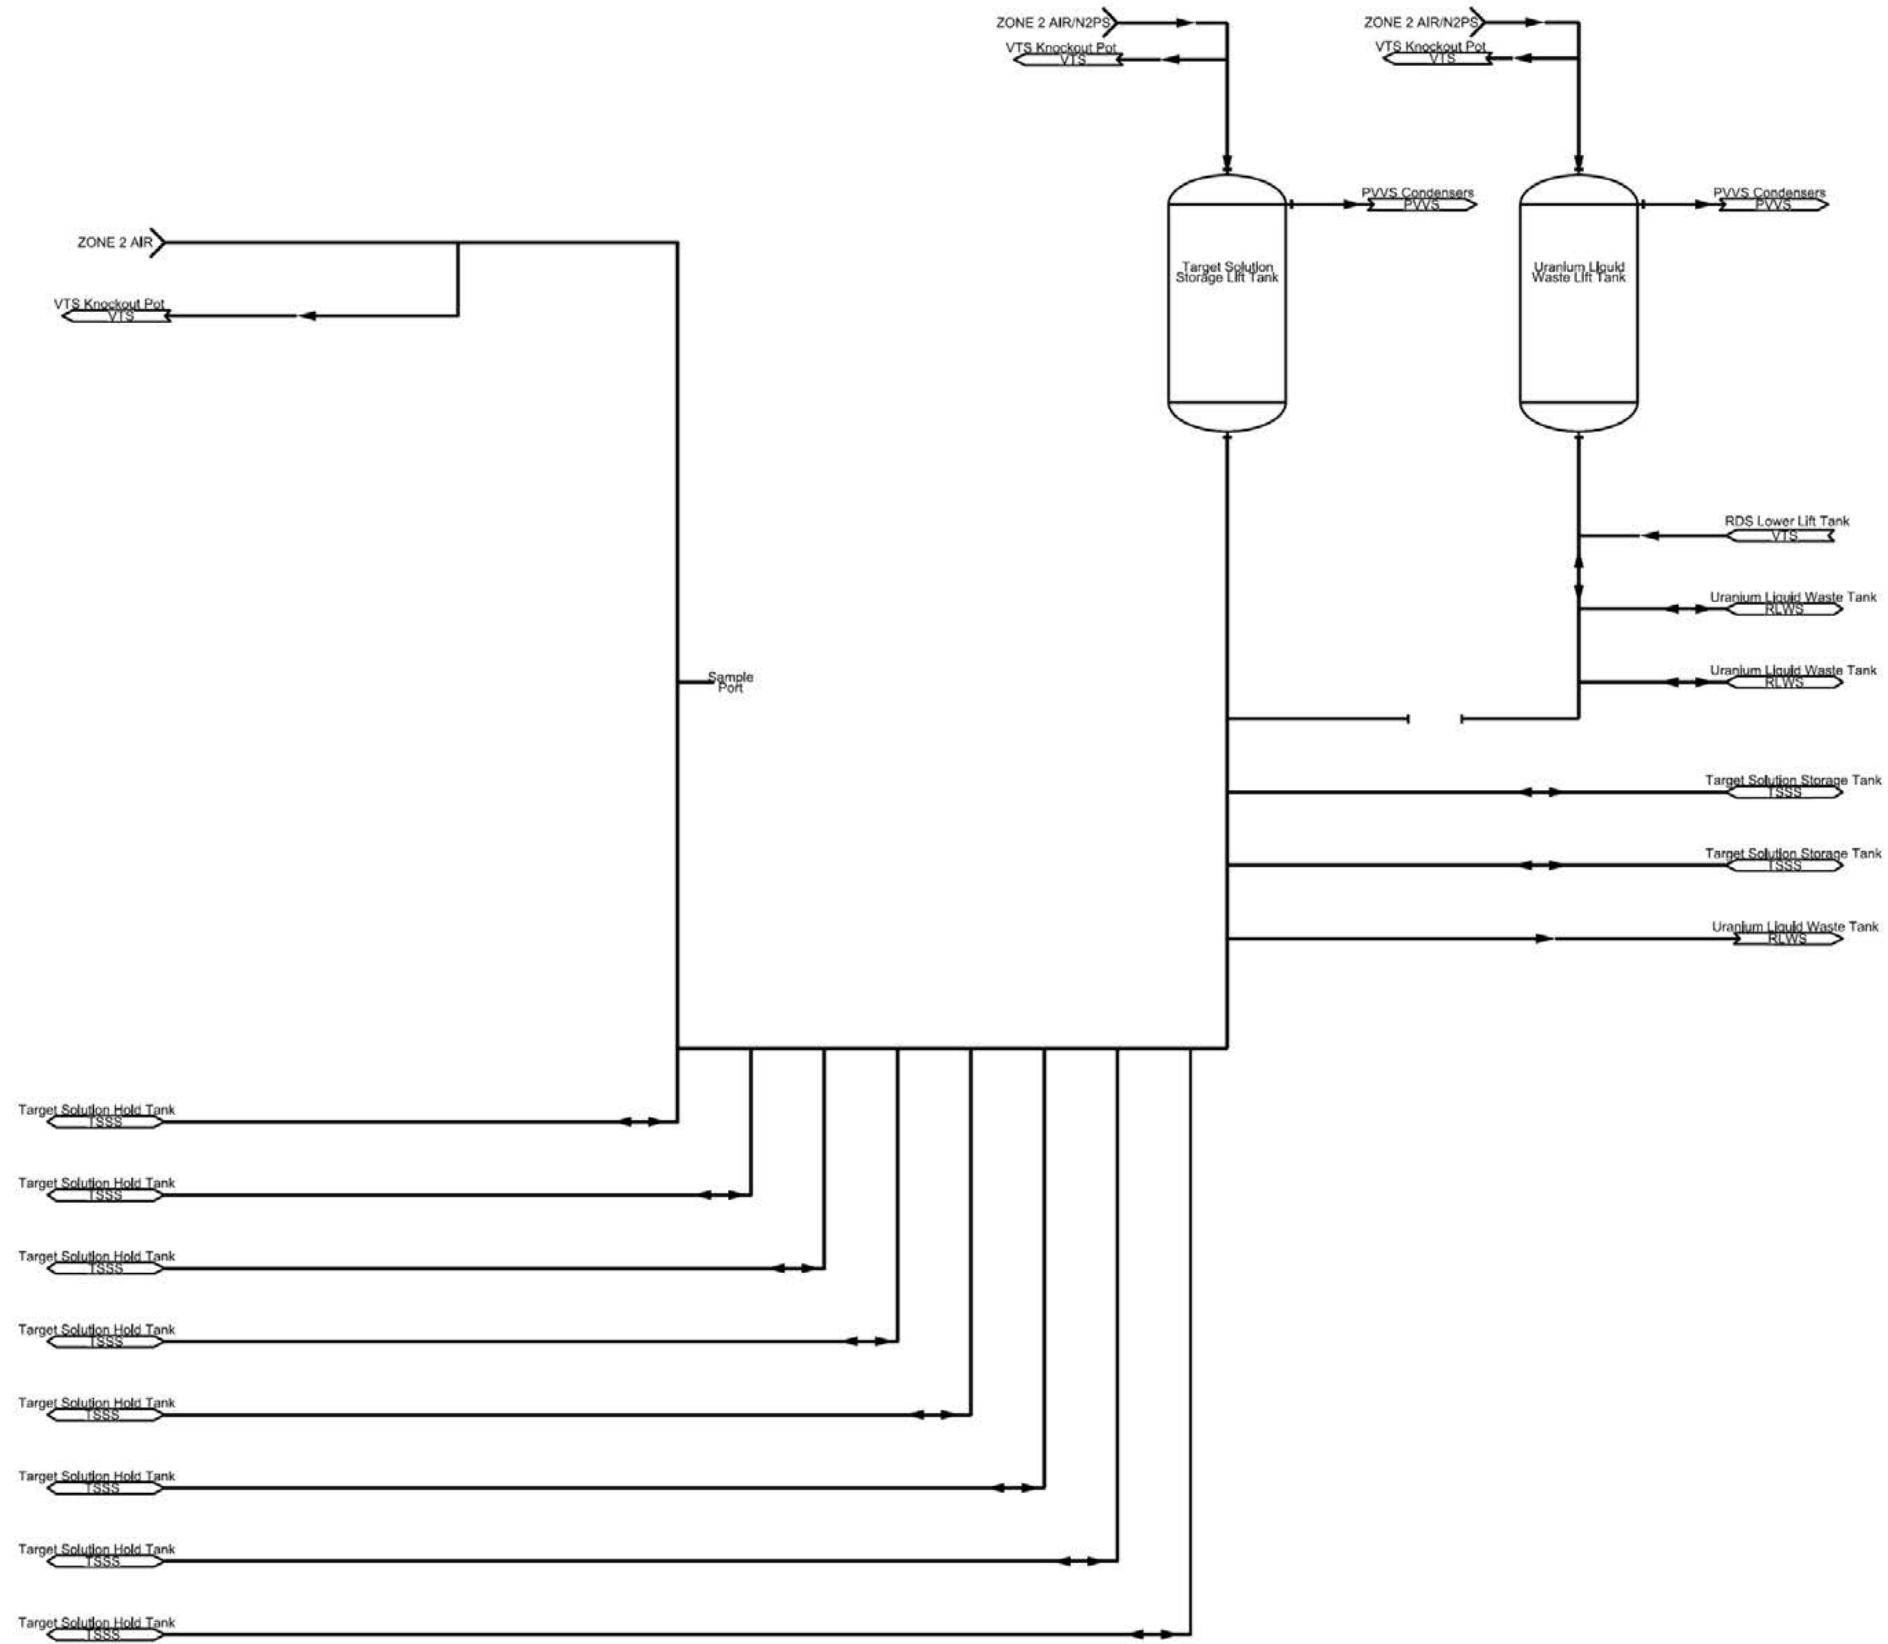 ZONE 2 AIR/N2PS
VTS Knockout Pot
VTS
ZONE 2 AIR/N2PS
VTS Knockout Pot
VTS
PVVS Condensers
PVVS
PVVS Condensers
PVVS
ZONE 2 AIR
VTS Knockout Pot
VTS
Target Solution
Storage Lift Tank
Uranium Liquid
Waste Lift Tank
RDS Lower Lift Tank
VTS
Uranium Liquid Waste Tank
RLWS
Uranium Liquid Waste Tank
RLWS
Sample
Port
Target Solution Storage Tank
TSSS
Target Solution Storage Tank
TSSS
Uranium Liquid Waste Tank
RLWS
Target Solution Hold Tank
TSSS
Target Solution Hold Tank
TSSS
Target Solution Hold Tank
TSSS
Target Solution Hold Tank
TSSS
Target Solution Hold Tank
TSSS
Target Solution Hold Tank
TSSS
Target Solution Hold Tank
TSSS
Target Solution Hold Tank
TSSS